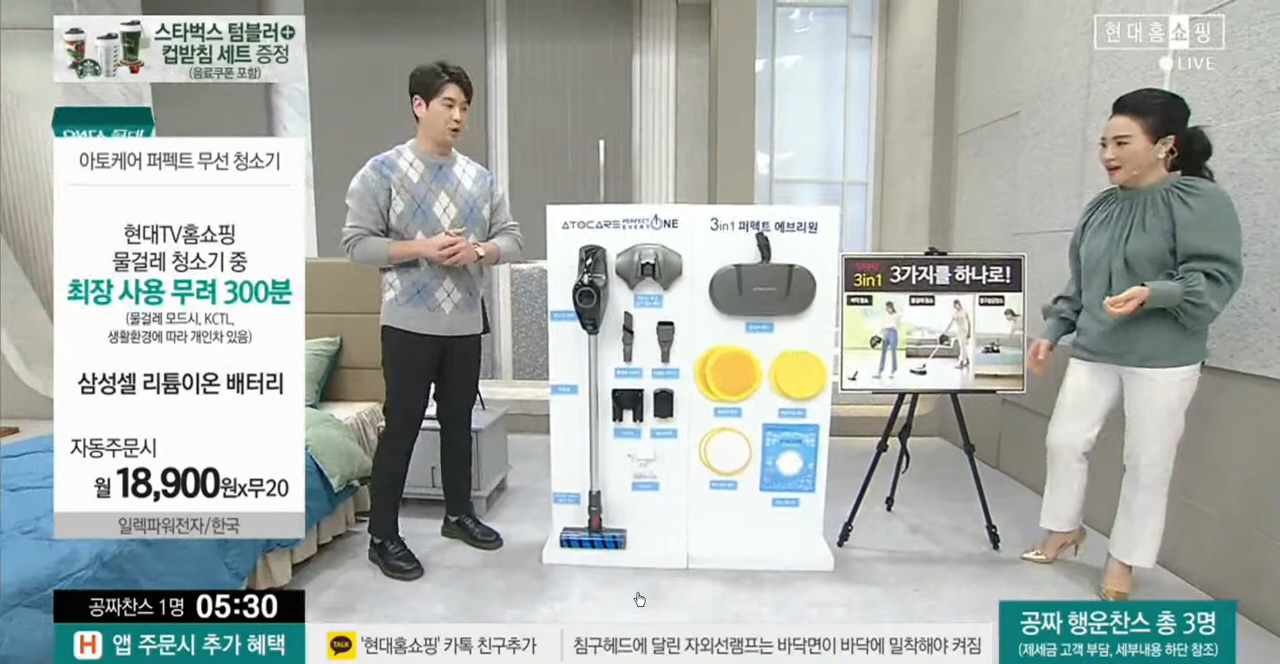 스타벅스 텀블러+
컵받침 세트 증정
(음료쿠폰 포함)
현대홈쇼핑
LIVE
아토케어 퍼펙트 무선 청소기
현대TV홈쇼핑
물걸레 청소기 중
최장 사용 무려 300분
(물걸레 모드시, KCTL,
생활환경에 따라 개인차 있음)
삼성셀 리튬이온 배터리
자동주문시
월 18,900원x무20
일렉파워전자/한국
ATOCARE PERFECT EVERYONE
3in1 퍼펙트 에브리원
3in1 3가지를 하나로!
공짜찬스 1명 05:30
H 앱 주문시 추가 혜택
TALK '현대홈쇼핑' 카톡 친구추가
침구헤드에 달린 자외선램프는 바닥면이 바닥에 밀착해야 켜짐
공짜 행운찬스 총 3명
(제세금 고객 부담, 세부내용 하단 참조)